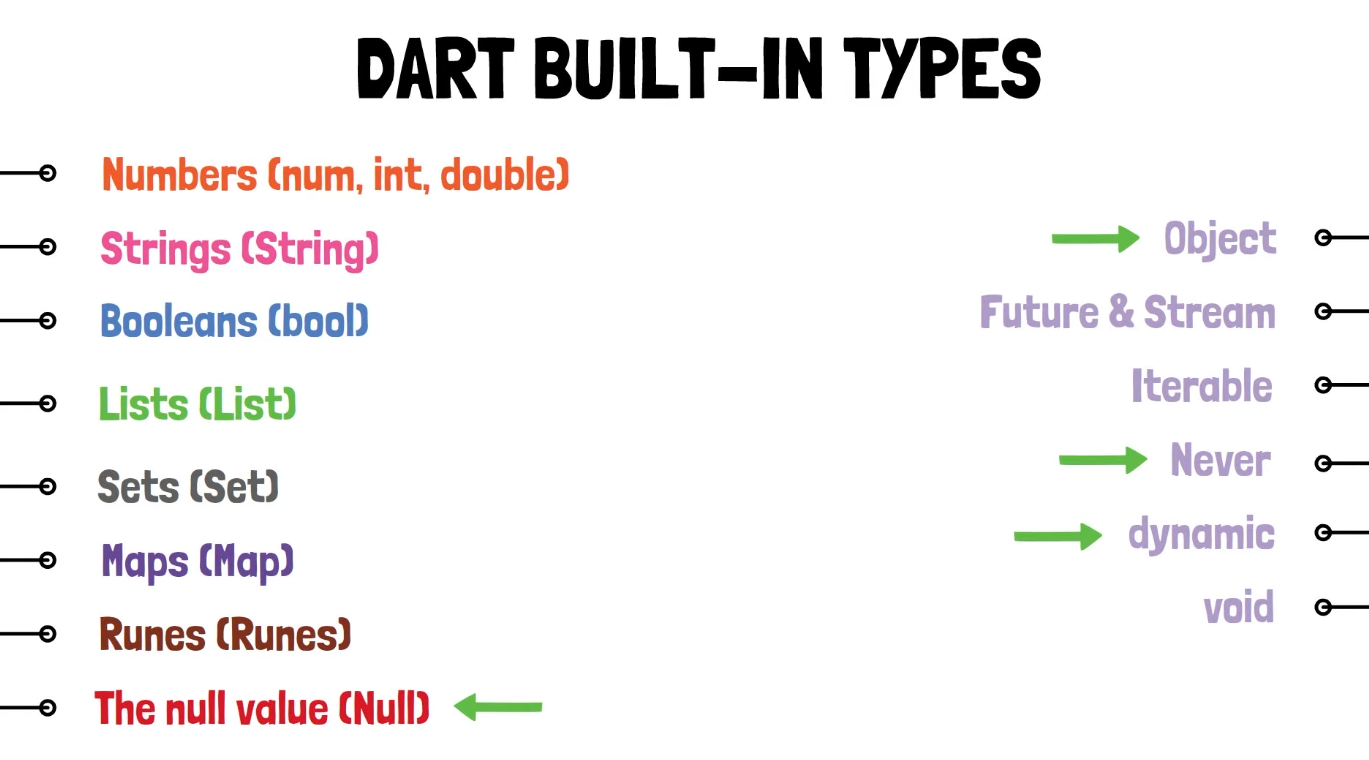 DART BUILT-IN TYPES
Numbers (num, int, double)
Strings (String)
Booleans (bool)
Lists (List)
Sets (Set)
Maps (Map)
Runes (Runes)
The null value (Null)
Object
Future & Stream
Iterable
Never
dynamic
void